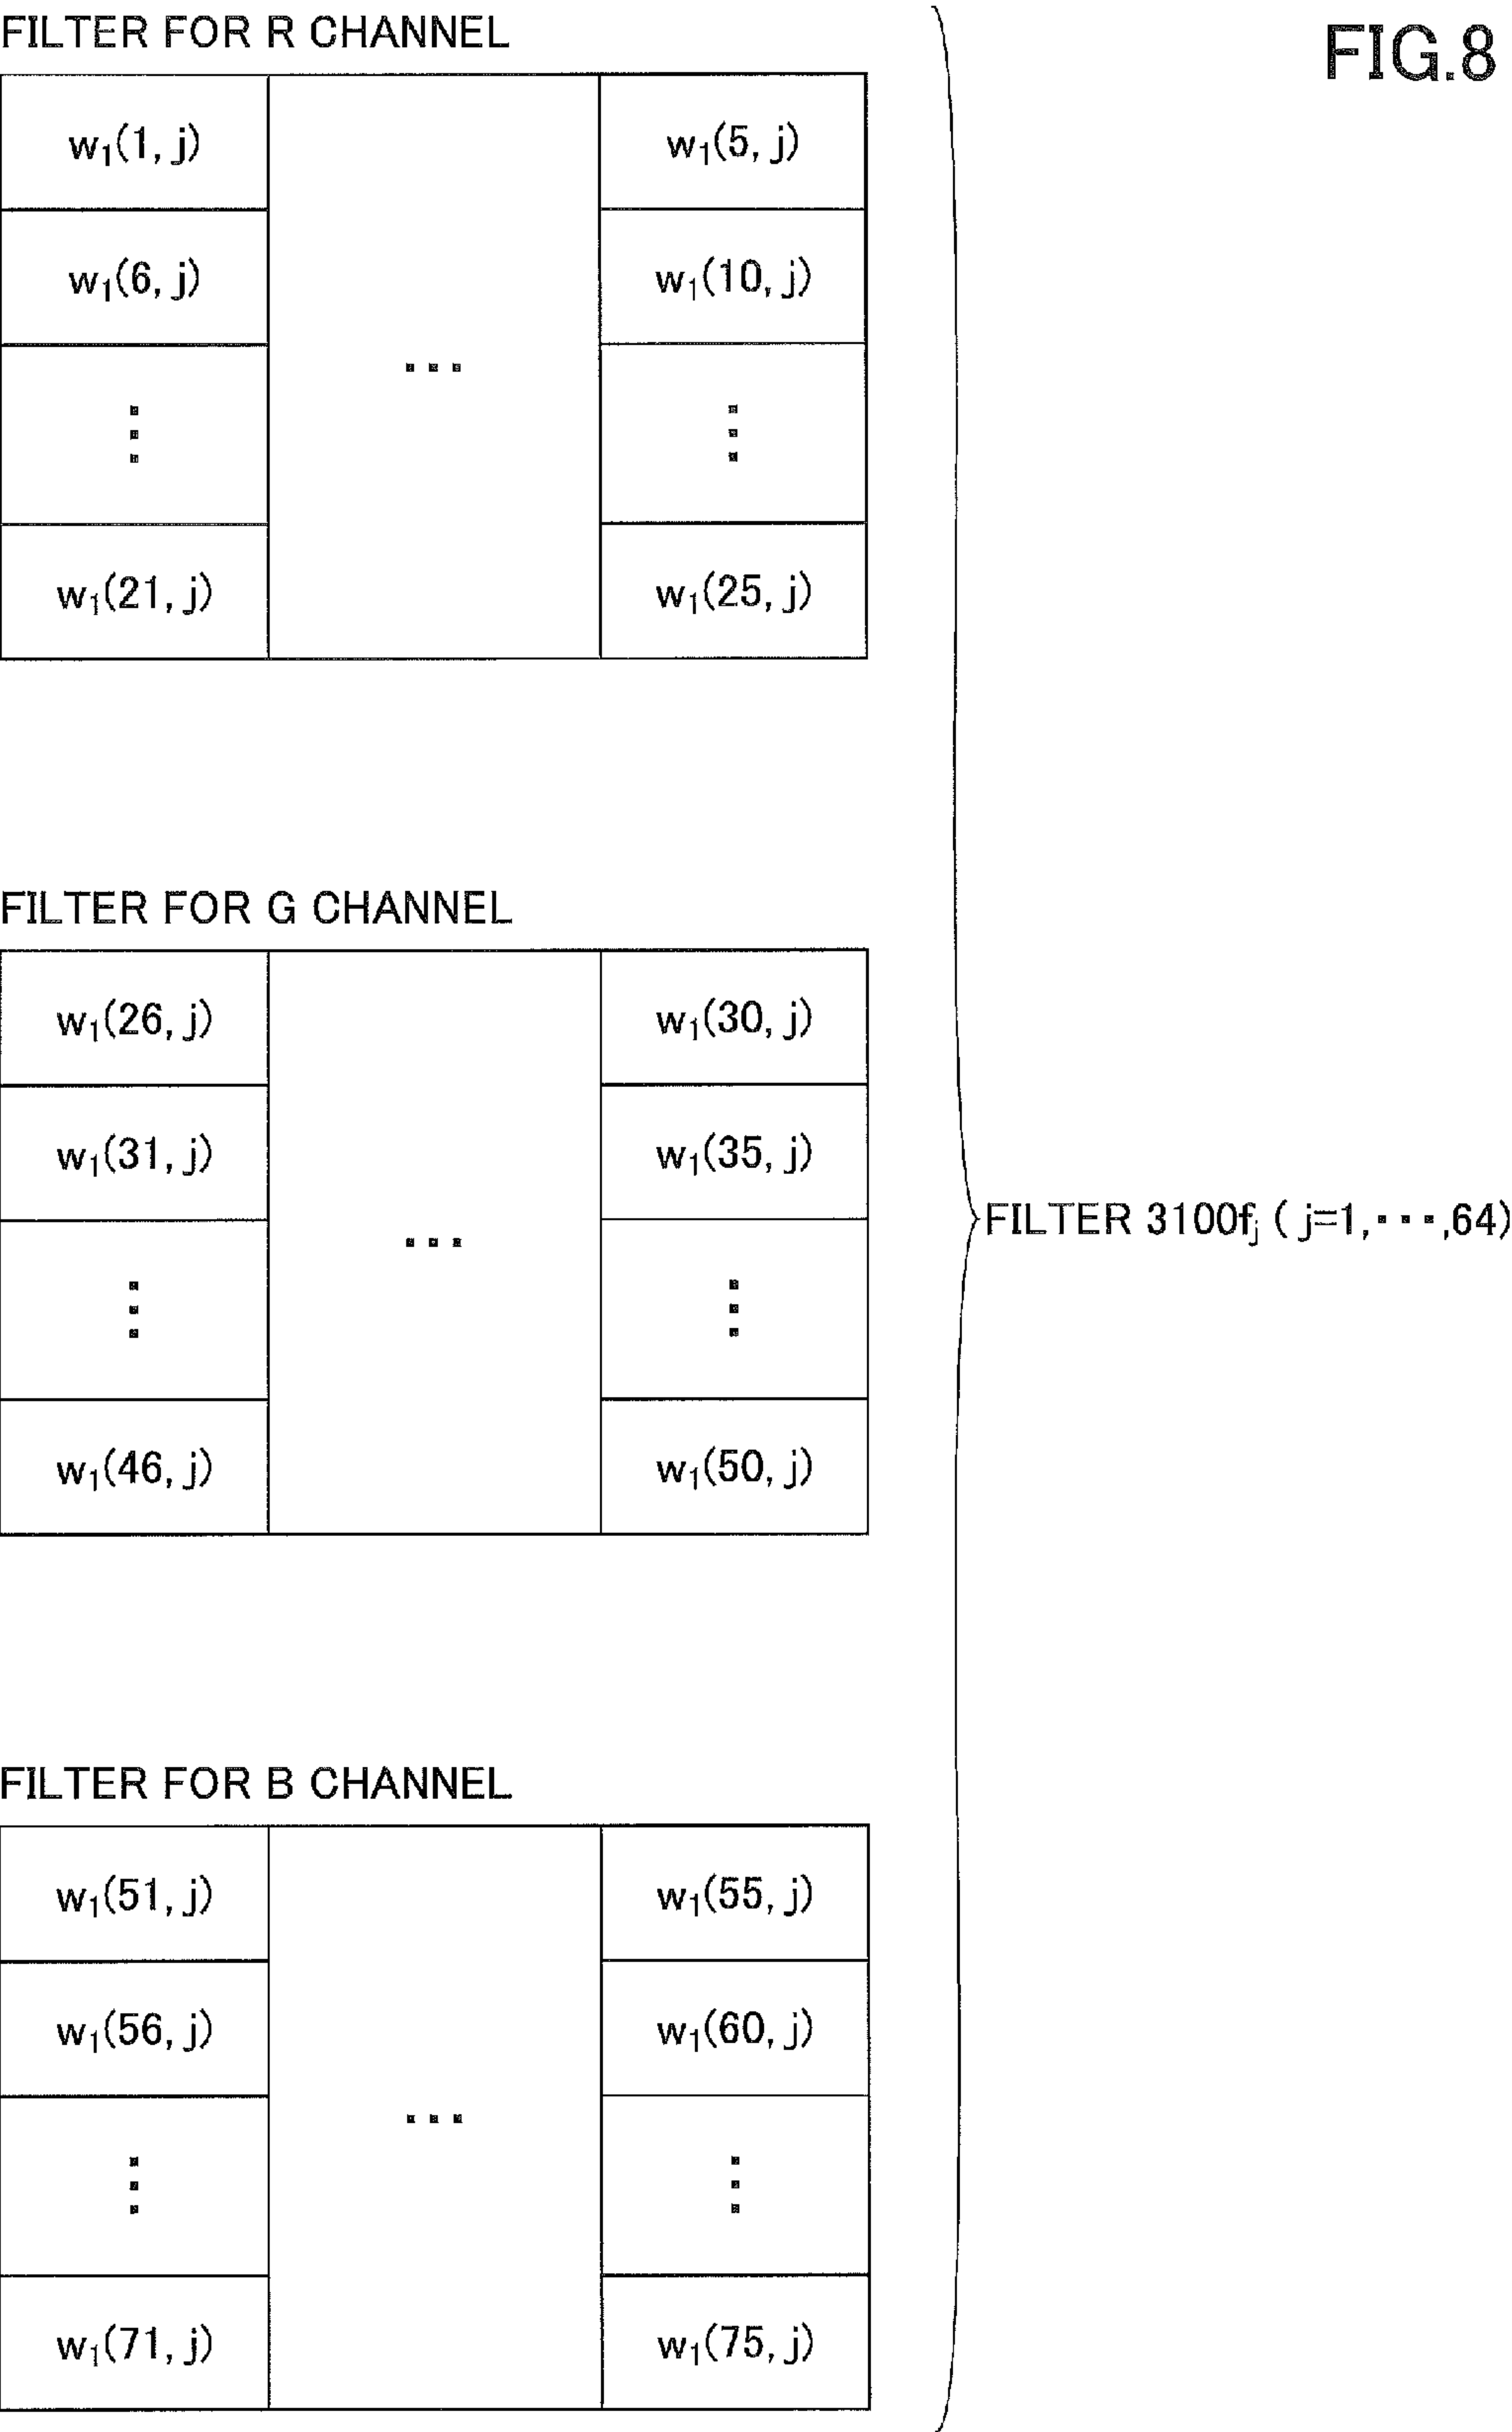 FIG.8
FILTER FOR R CHANNEL
w₁(1, j) w₁(5, j)
w₁(6, j) w₁(10, j)
⋯
⋮ ⋮
w₁(21, j) w₁(25, j)
FILTER FOR G CHANNEL
w₁(26, j) w₁(30, j)
w₁(31, j) w₁(35, j)
⋯
⋮ ⋮
w₁(46, j) w₁(50, j)
FILTER 3100fⱼ ( j=1,⋯,64)
FILTER FOR B CHANNEL
w₁(51, j) w₁(55, j)
w₁(56, j) w₁(60, j)
⋯
⋮ ⋮
w₁(71, j) w₁(75, j)